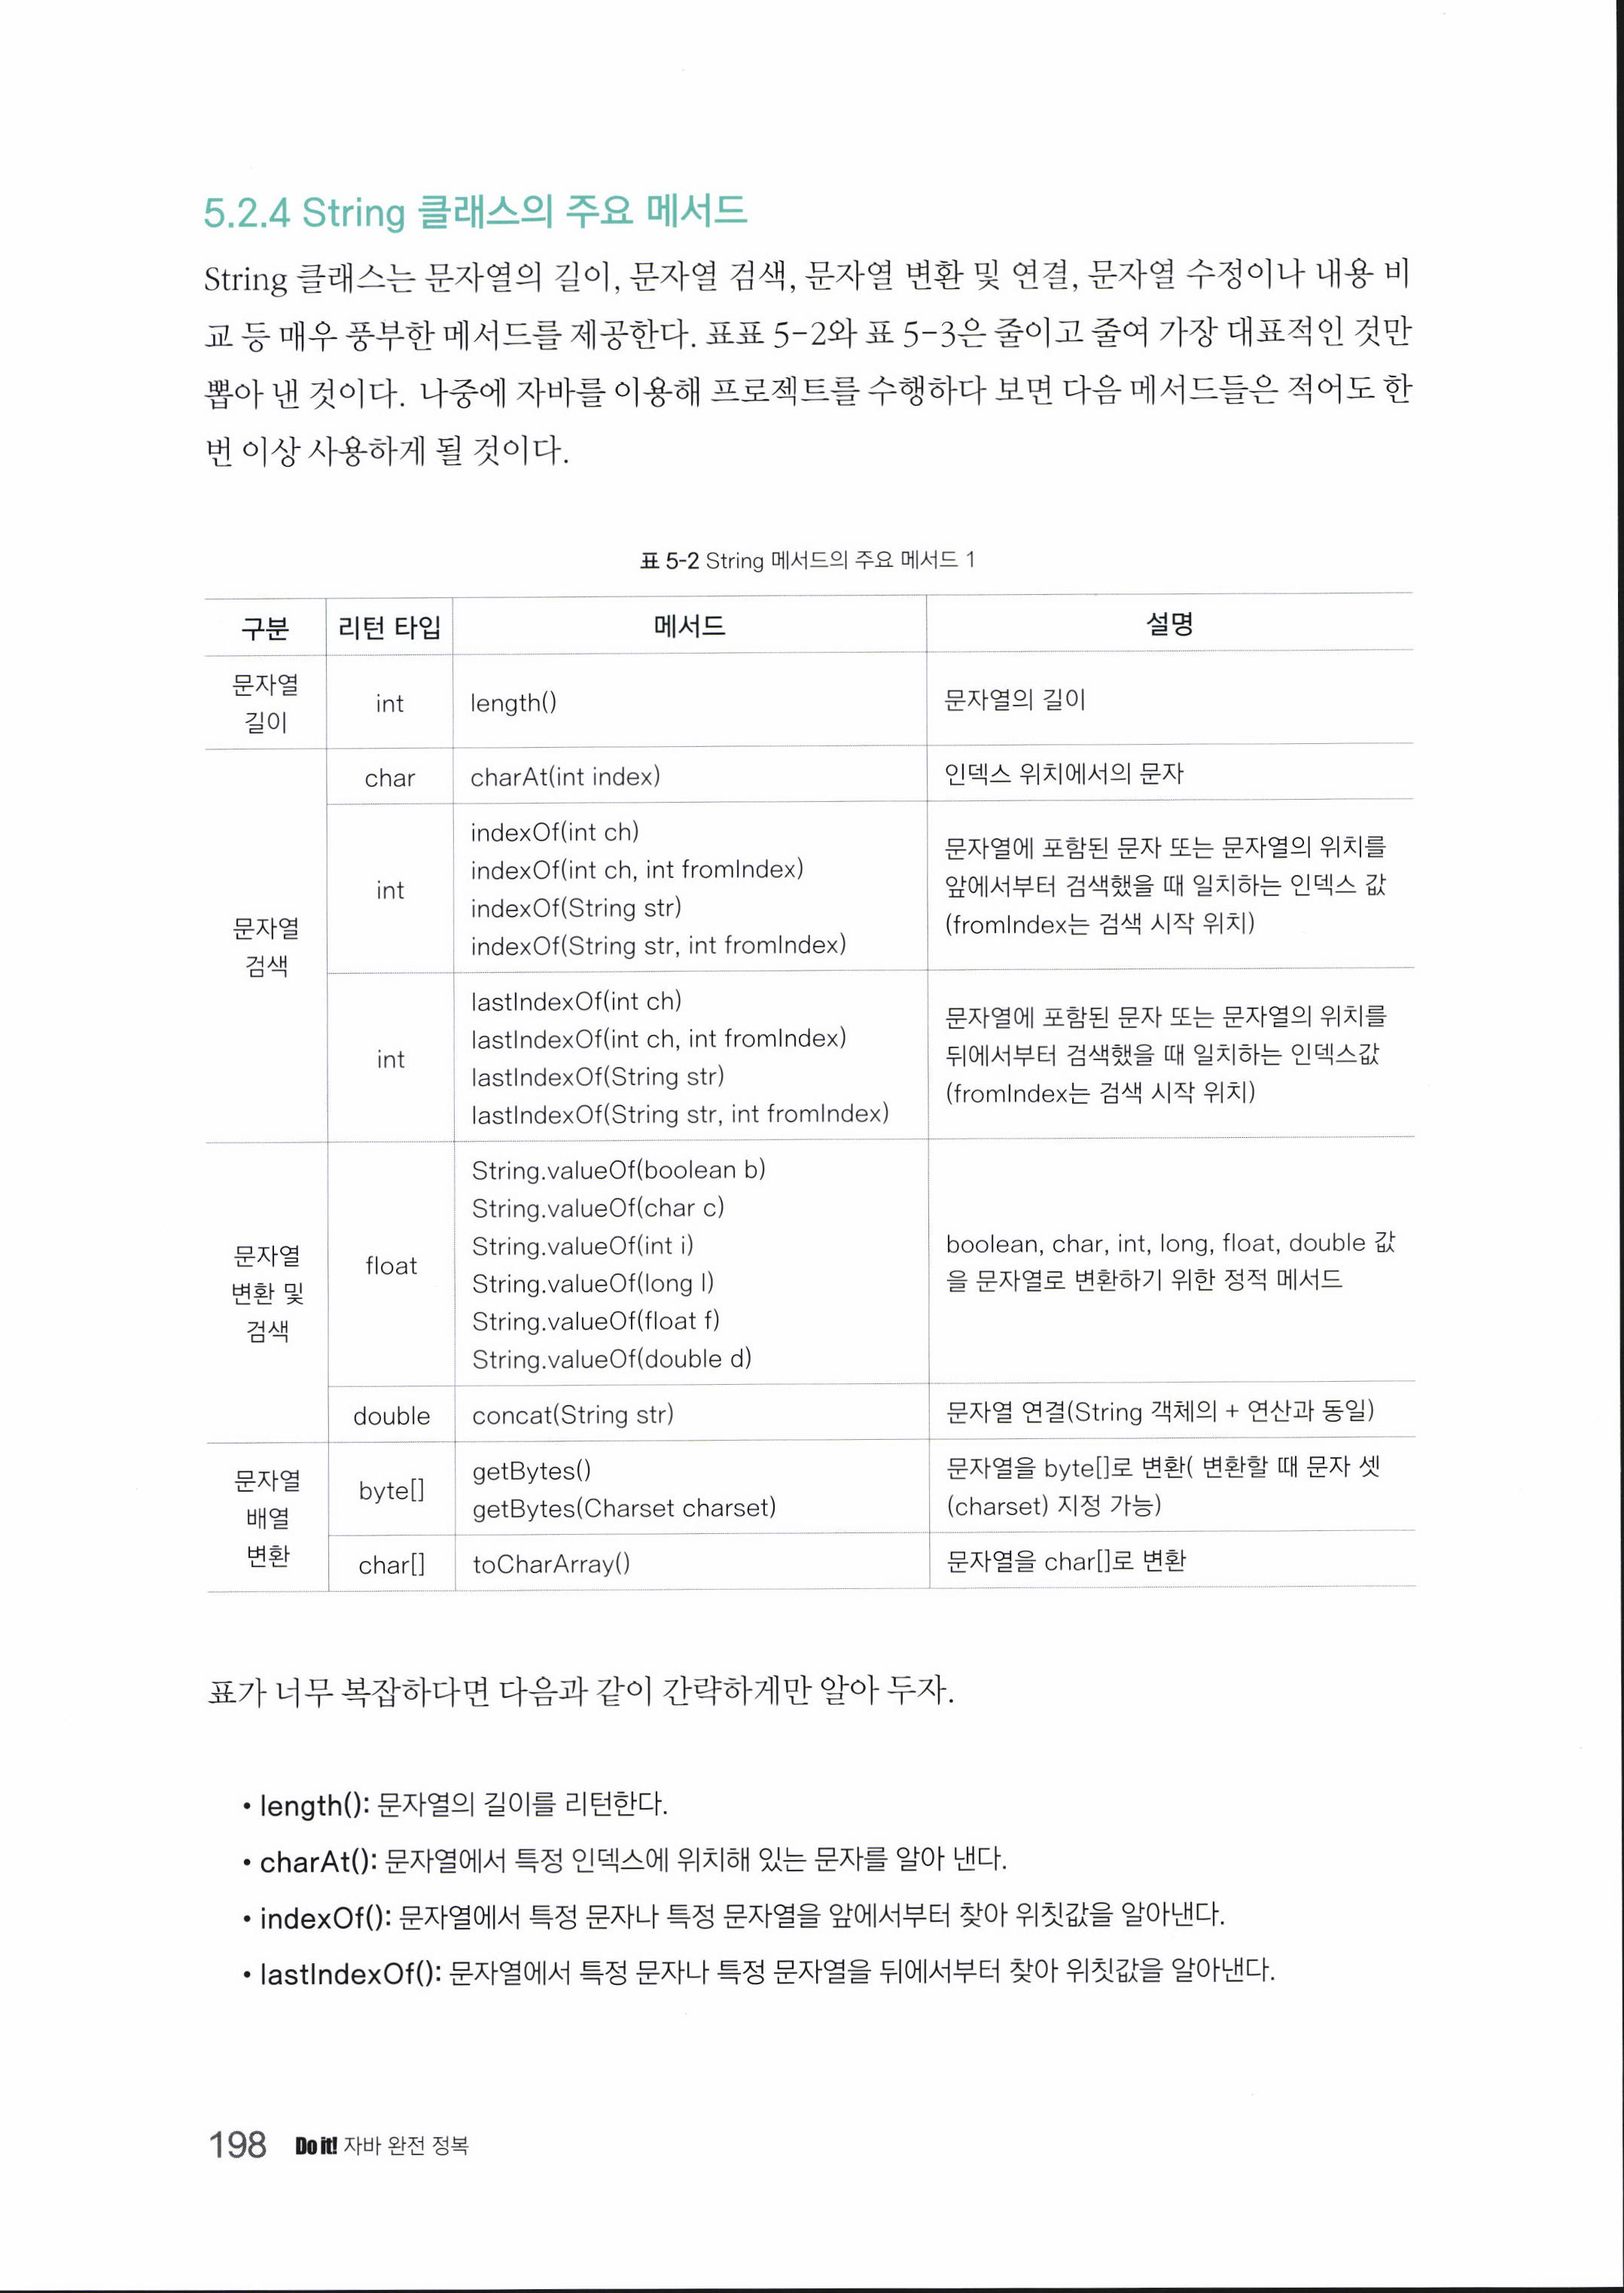 5.2.4 String 클래스의 주요 메서드
String 클래스는 문자열의 길이, 문자열 검색, 문자열 변환 및 연결, 문자열 수정이나 내용 비
교 등 매우 풍부한 메서드를 제공한다. 표표 5-2와 표 5-3은 줄이고 줄여 가장 대표적인 것만
뽑아 낸 것이다. 나중에 자바를 이용해 프로젝트를 수행하다 보면 다음 메서드들은 적어도 한
번 이상 사용하게 될 것이다.
표 5-2 String 메서드의 주요 메서드 1
구분 리턴 타입 메서드 설명
문자열
길이
int
length()
문자열의 길이
문자열
검색
char
charAt(int index)
인덱스 위치에서의 문자
int
indexOf(int ch)
indexOf(int ch, int fromIndex)
indexOf(String str)
indexOf(String str, int fromIndex)
문자열에 포함된 문자 또는 문자열의 위치를
앞에서부터 검색했을 때 일치하는 인덱스 값
(fromIndex는 검색 시작 위치)
int
lastIndexOf(int ch)
lastIndexOf(int ch, int fromIndex)
lastIndexOf(String str)
lastIndexOf(String str, int fromIndex)
문자열에 포함된 문자 또는 문자열의 위치를
뒤에서부터 검색했을 때 일치하는 인덱스값
(fromIndex는 검색 시작 위치)
문자열
변환 및
검색
float
String.valueOf(boolean b)
String.valueOf(char c)
String.valueOf(int i)
String.valueOf(long l)
String.valueOf(float f)
String.valueOf(double d)
boolean, char, int, long, float, double 값
을 문자열로 변환하기 위한 정적 메서드
double
concat(String str)
문자열 연결(String 객체의 + 연산과 동일)
문자열
배열
변환
byte[]
getBytes()
getBytes(Charset charset)
문자열을 byte[]로 변환( 변환할 때 문자 셋
(charset) 지정 가능)
char[]
toCharArray()
문자열을 char[]로 변환
표가 너무 복잡하다면 다음과 같이 간략하게만 알아 두자.
• length(): 문자열의 길이를 리턴한다.
• charAt(): 문자열에서 특정 인덱스에 위치해 있는 문자를 알아 낸다.
• indexOf(): 문자열에서 특정 문자나 특정 문자열을 앞에서부터 찾아 위칫값을 알아낸다.
• lastIndexOf(): 문자열에서 특정 문자나 특정 문자열을 뒤에서부터 찾아 위칫값을 알아낸다.
198 Do it! 자바 완전 정복